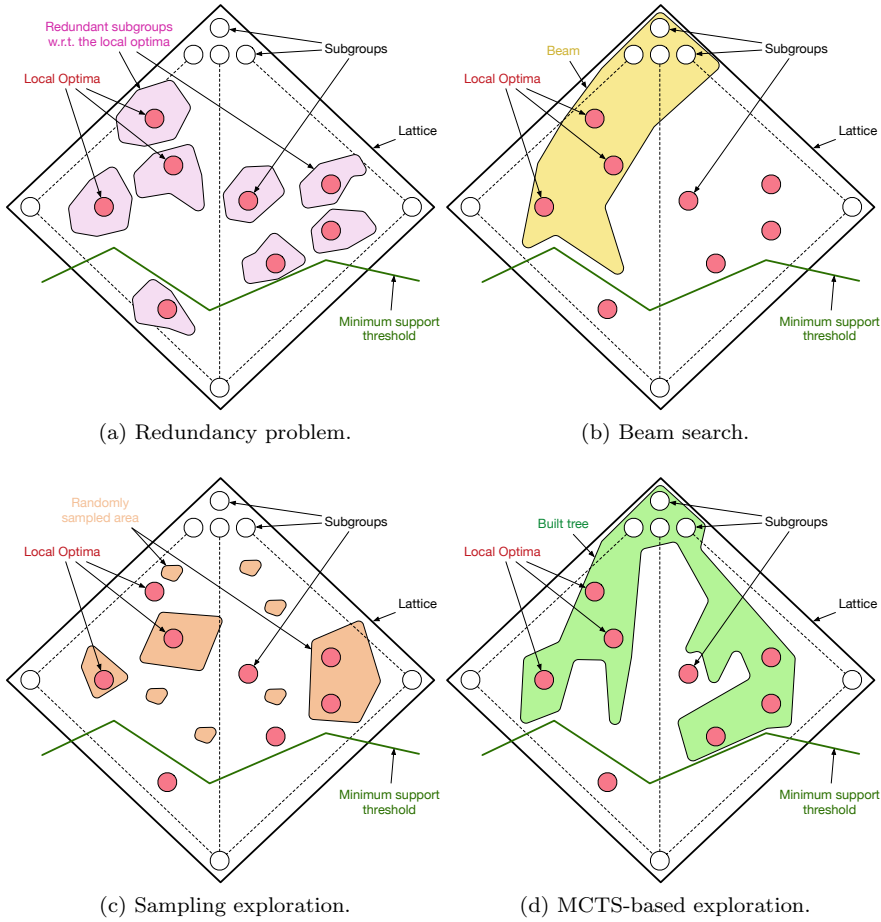 Redundant subgroups
w.r.t. the local optima
Subgroups
Local Optima
Lattice
Minimum support
threshold
(a) Redundancy problem.
Beam
Subgroups
Local Optima
Lattice
Minimum support
threshold
(b) Beam search.
Randomly
sampled area
Subgroups
Local Optima
Lattice
Minimum support
threshold
(c) Sampling exploration.
Built tree
Subgroups
Local Optima
Lattice
Minimum support
threshold
(d) MCTS-based exploration.